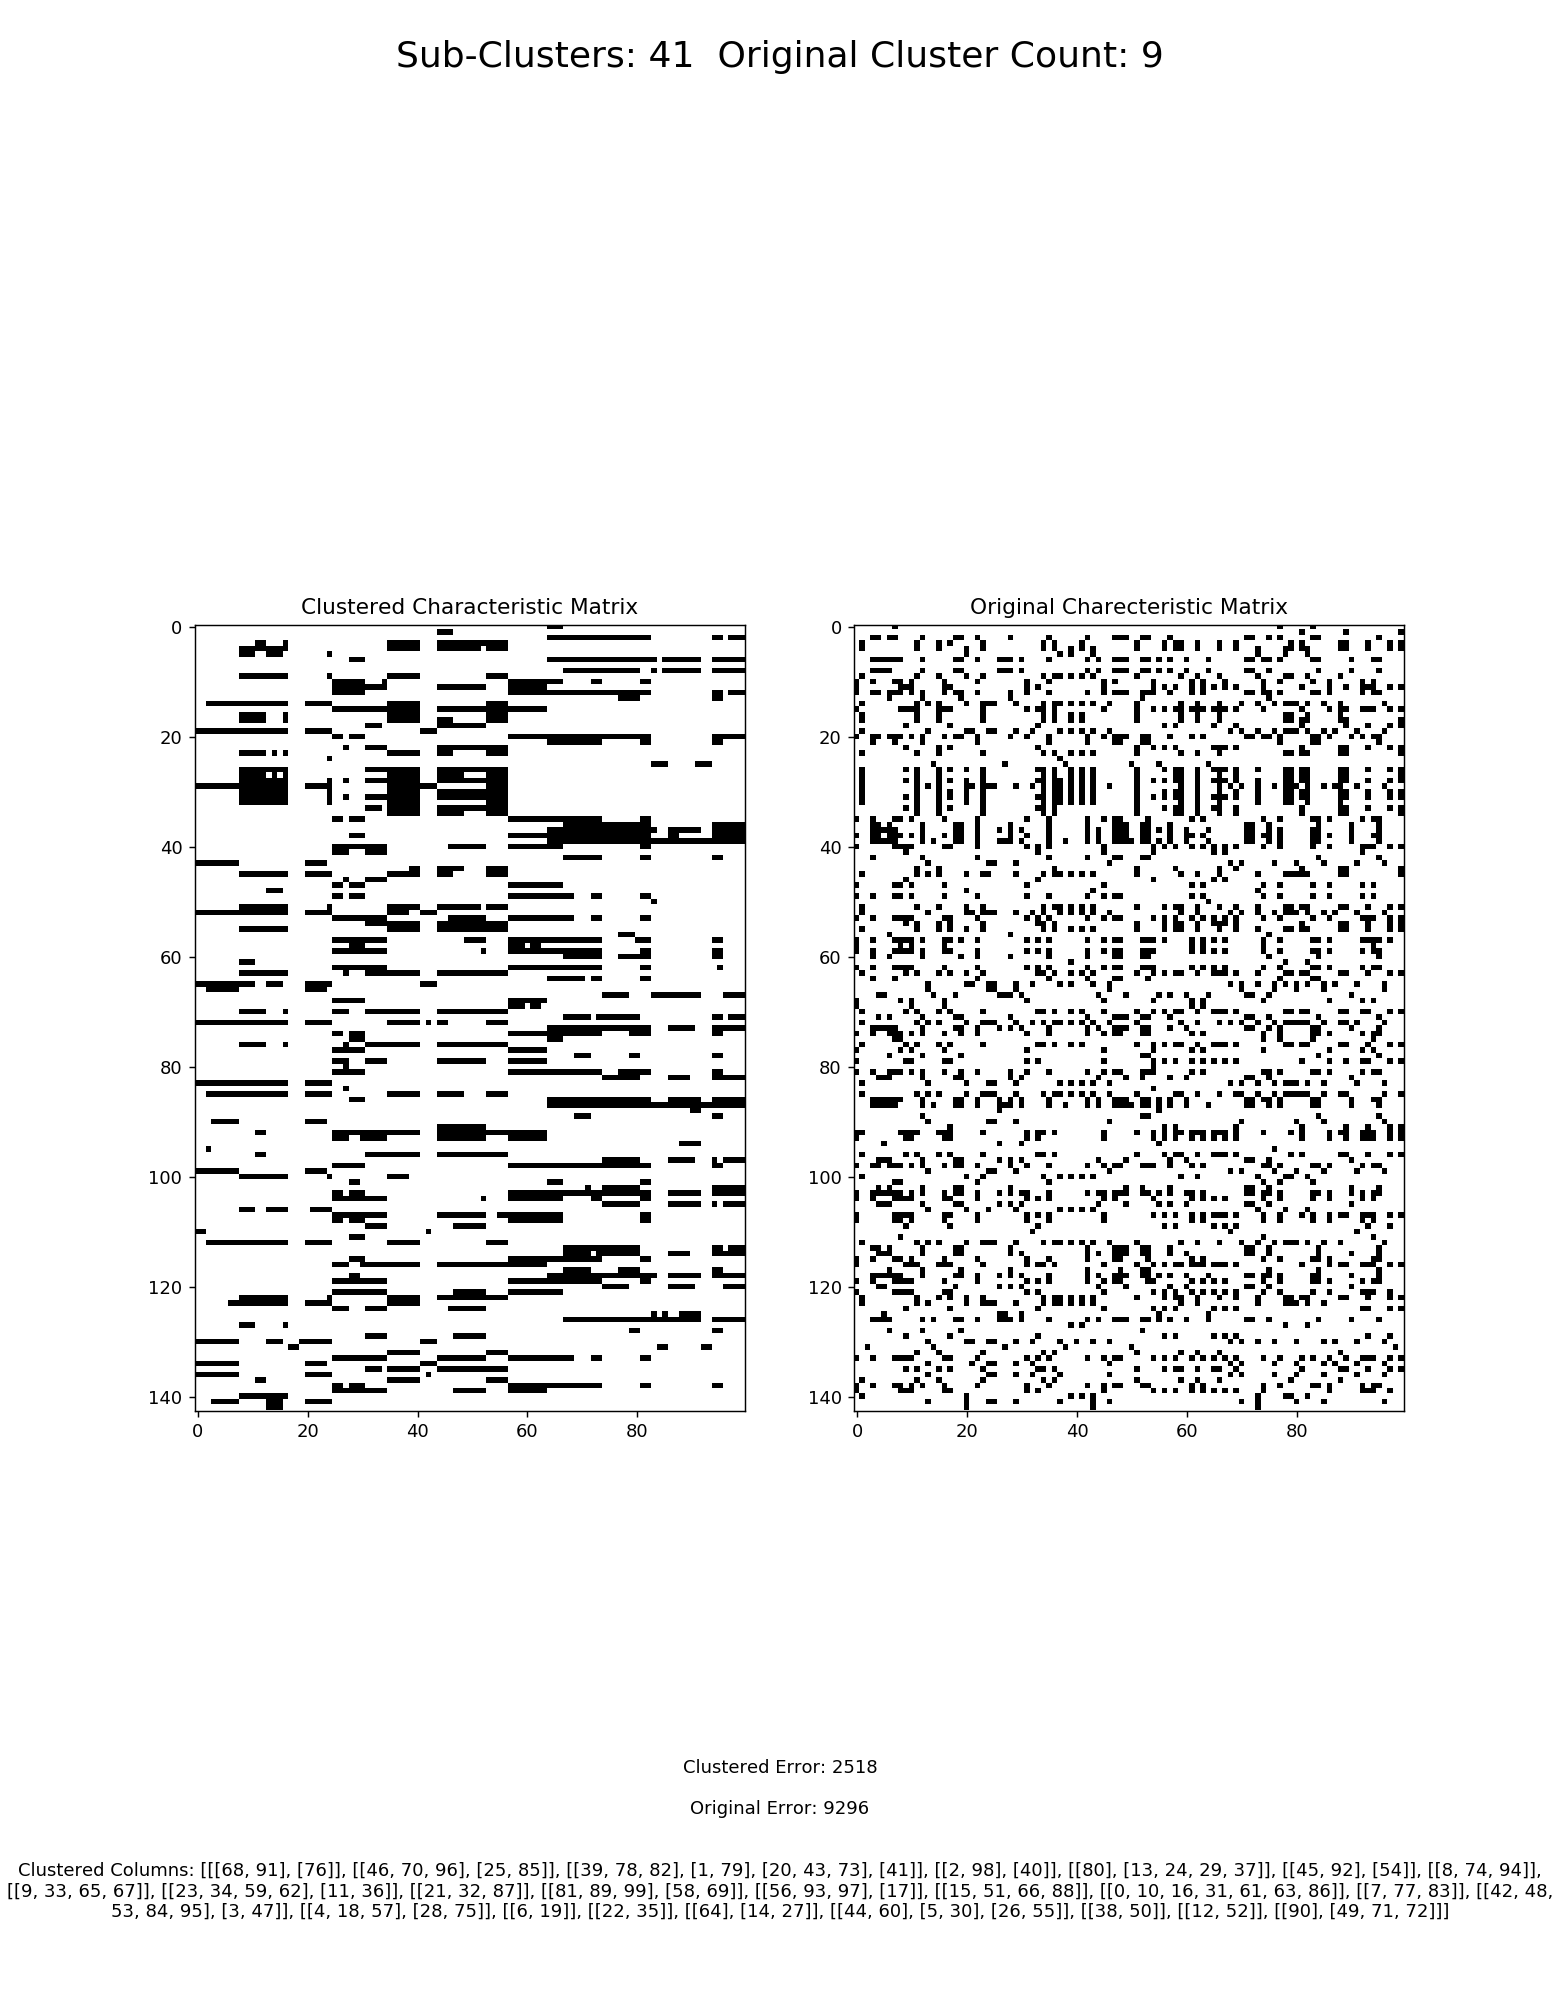 Sub-Clusters: 41  Original Cluster Count: 9
Clustered Characteristic Matrix
0
20
40
60
80
100
120
140
0 20 40 60 80
Original Charecteristic Matrix
0
20
40
60
80
100
120
140
0 20 40 60 80
Clustered Error: 2518
Original Error: 9296
Clustered Columns: [[[68, 91], [76]], [[46, 70, 96], [25, 85]], [[39, 78, 82], [1, 79], [20, 43, 73], [41]], [[2, 98], [40]], [[80], [13, 24, 29, 37]], [[45, 92], [54]], [[8, 74, 94]],
[[9, 33, 65, 67]], [[23, 34, 59, 62], [11, 36]], [[21, 32, 87]], [[81, 89, 99], [58, 69]], [[56, 93, 97], [17]], [[15, 51, 66, 88]], [[0, 10, 16, 31, 61, 63, 86]], [[7, 77, 83]], [[42, 48,
53, 84, 95], [3, 47]], [[4, 18, 57], [28, 75]], [[6, 19]], [[22, 35]], [[64], [14, 27]], [[44, 60], [5, 30], [26, 55]], [[38, 50]], [[12, 52]], [[90], [49, 71, 72]]]